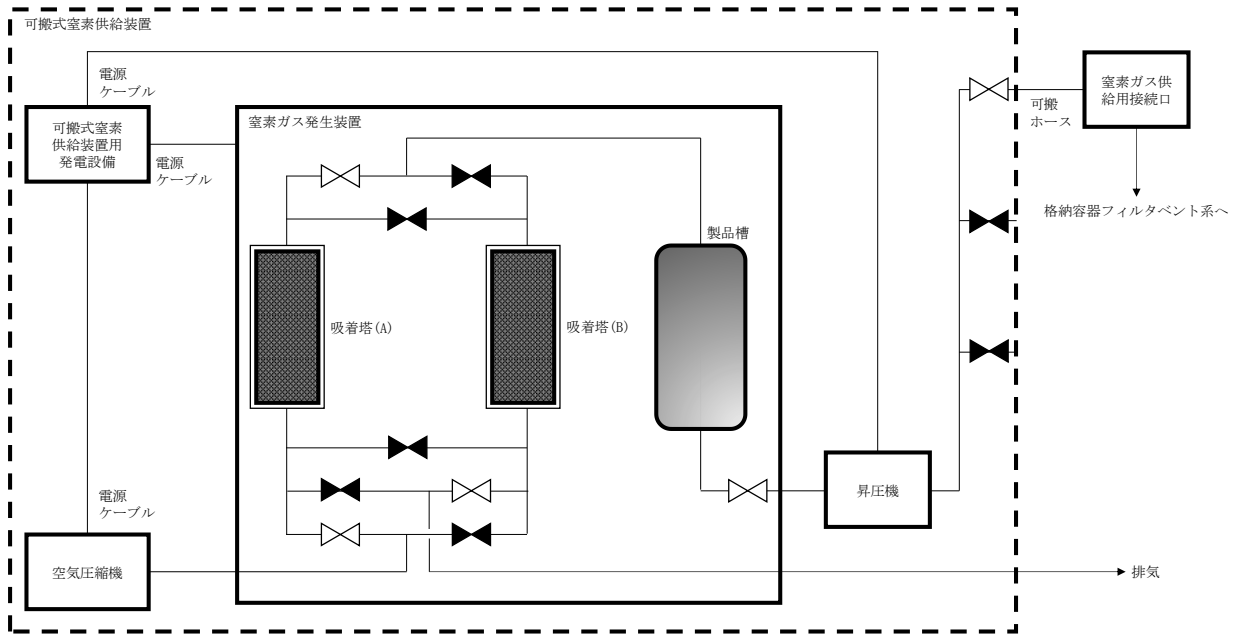 可搬式窒素供給装置
電源
ケーブル
可搬式窒素
供給装置用
発電設備
電源
ケーブル
窒素ガス発生装置
窒素ガス供
給用接続口
可搬
ホース
格納容器フィルタベント系へ
製品槽
吸着塔(A)
吸着塔(B)
昇圧機
電源
ケーブル
空気圧縮機
排気